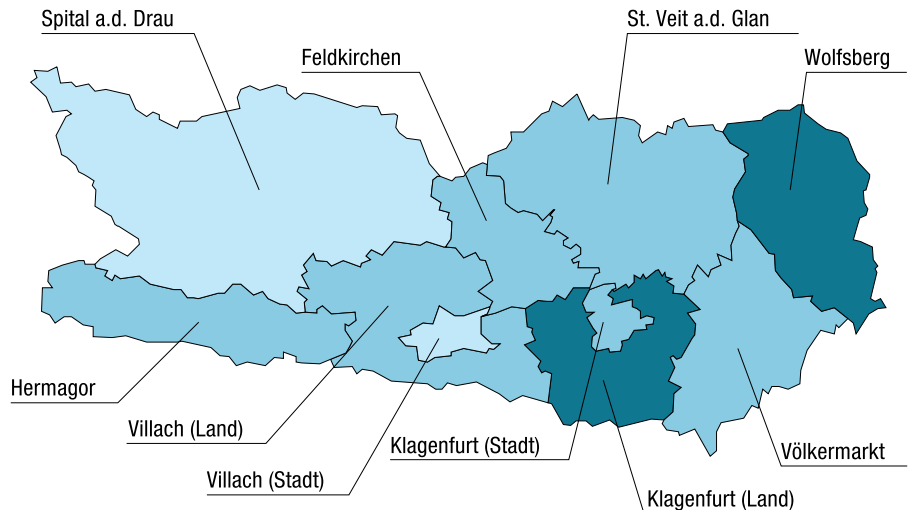 Spital a.d. Drau
St. Veit a.d. Glan
Feldkirchen
Wolfsberg
Hermagor
Villach (Land)
Klagenfurt (Stadt)
Völkermarkt
Villach (Stadt)
Klagenfurt (Land)